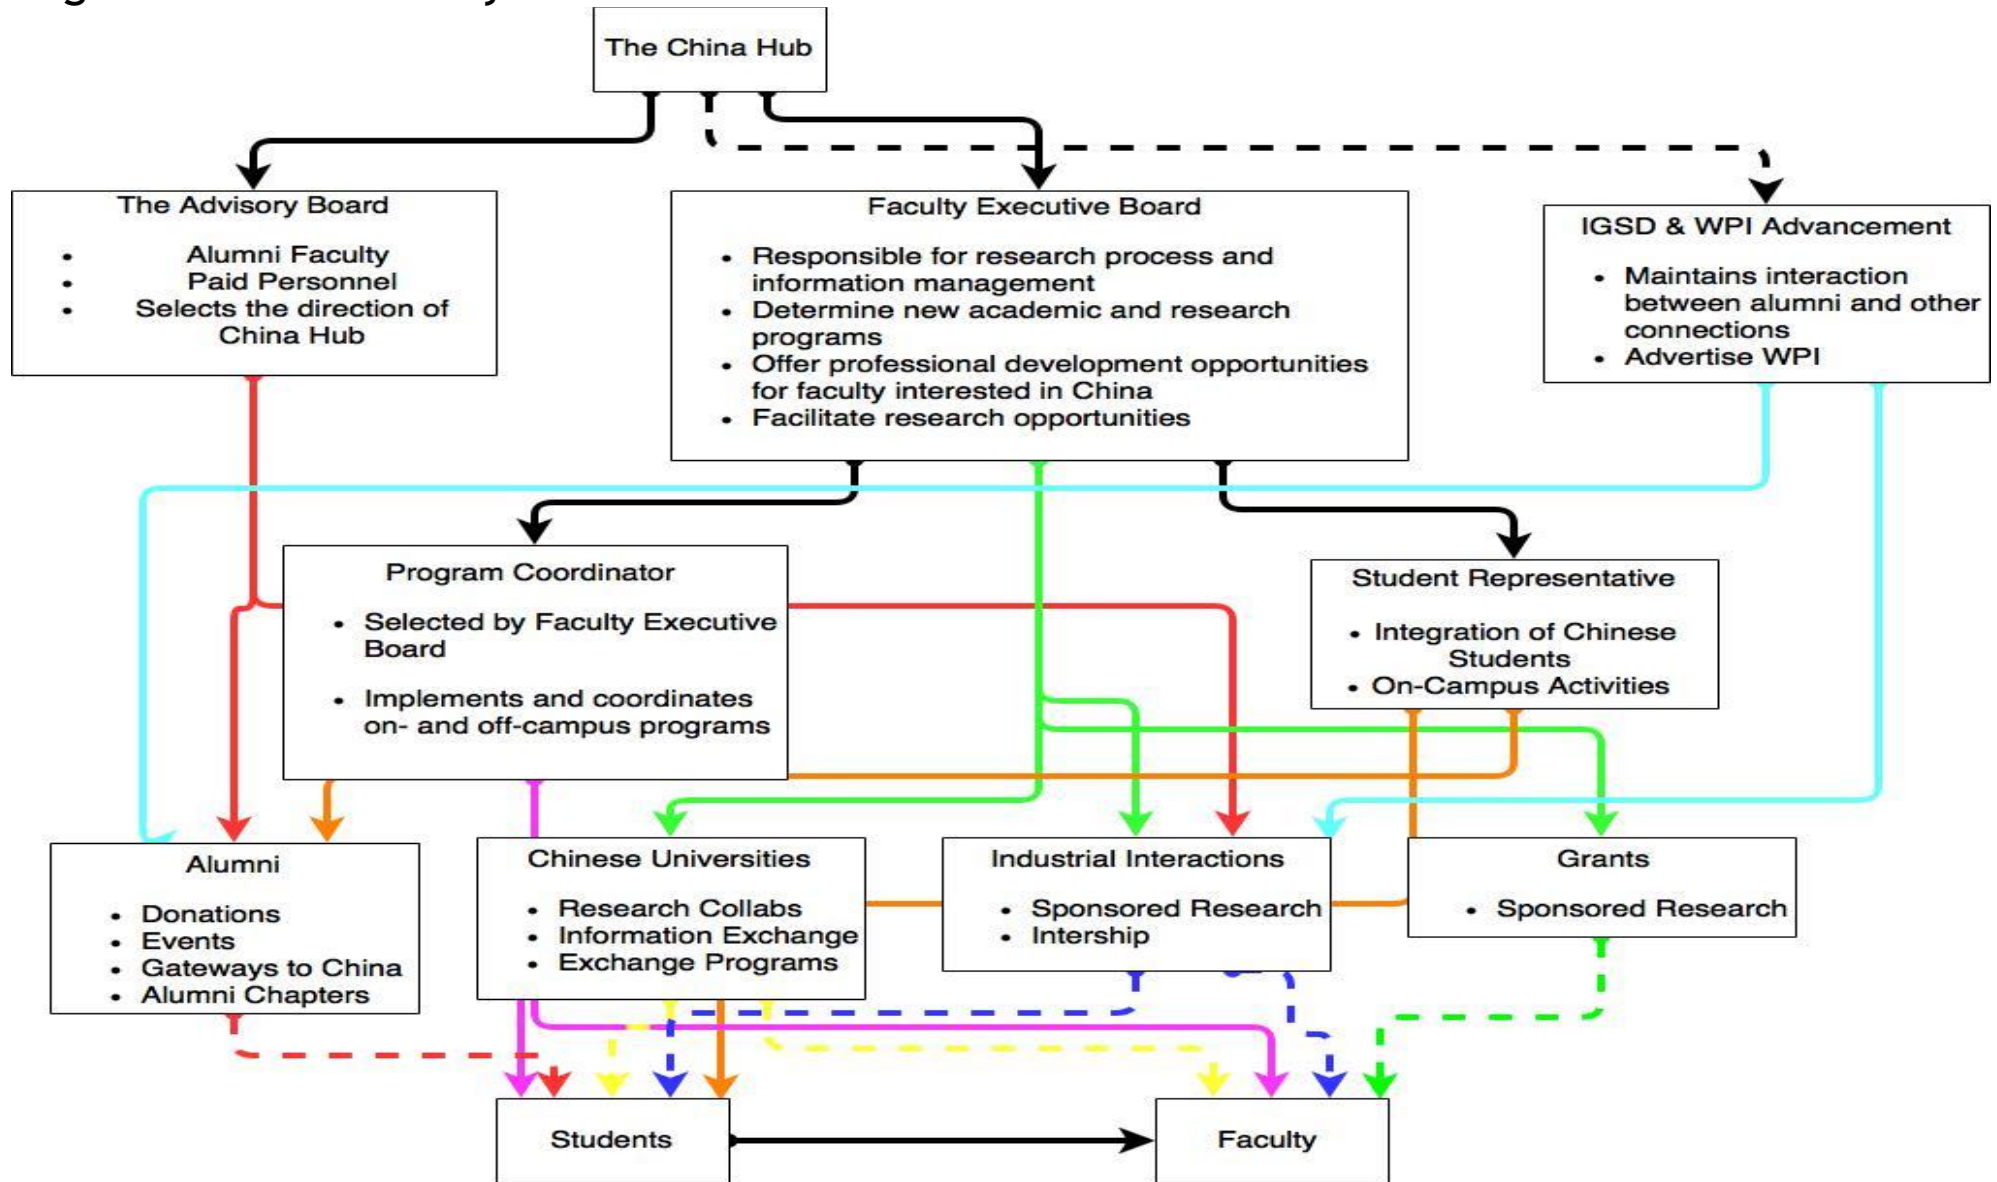 The China Hub
The Advisory Board
• Alumni Faculty
• Paid Personnel
• Selects the direction of
China Hub
Faculty Executive Board
• Responsible for research process and
information management
• Determine new academic and research
programs
• Offer professional development opportunities
for faculty interested in China
• Facilitate research opportunities
IGSD & WPI Advancement
• Maintains interaction
between alumni and other
connections
• Advertise WPI
Program Coordinator
• Selected by Faculty Executive
Board
• Implements and coordinates
on- and off-campus programs
Student Representative
• Integration of Chinese
Students
• On-Campus Activities
Alumni
• Donations
• Events
• Gateways to China
• Alumni Chapters
Chinese Universities
• Research Collabs
• Information Exchange
• Exchange Programs
Industrial Interactions
• Sponsored Research
• Intership
Grants
• Sponsored Research
Students
Faculty